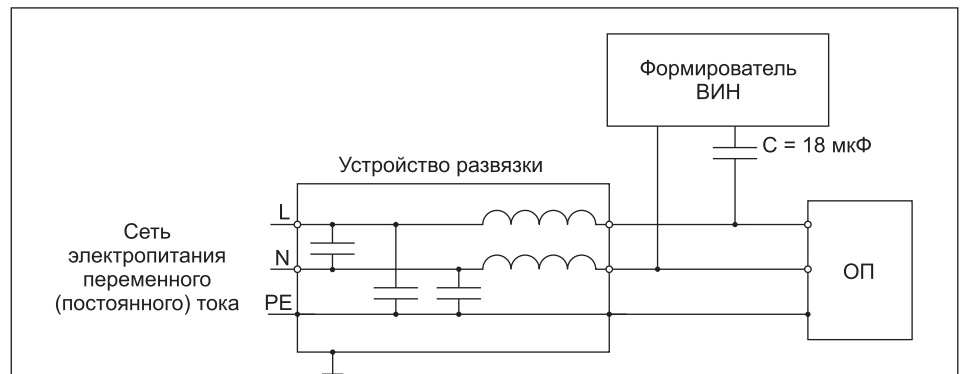 Формирователь
ВИН
C = 18 мкФ
Устройство развязки
L
Сеть
электропитания
переменного
(постоянного) тока
N
PE
ОП